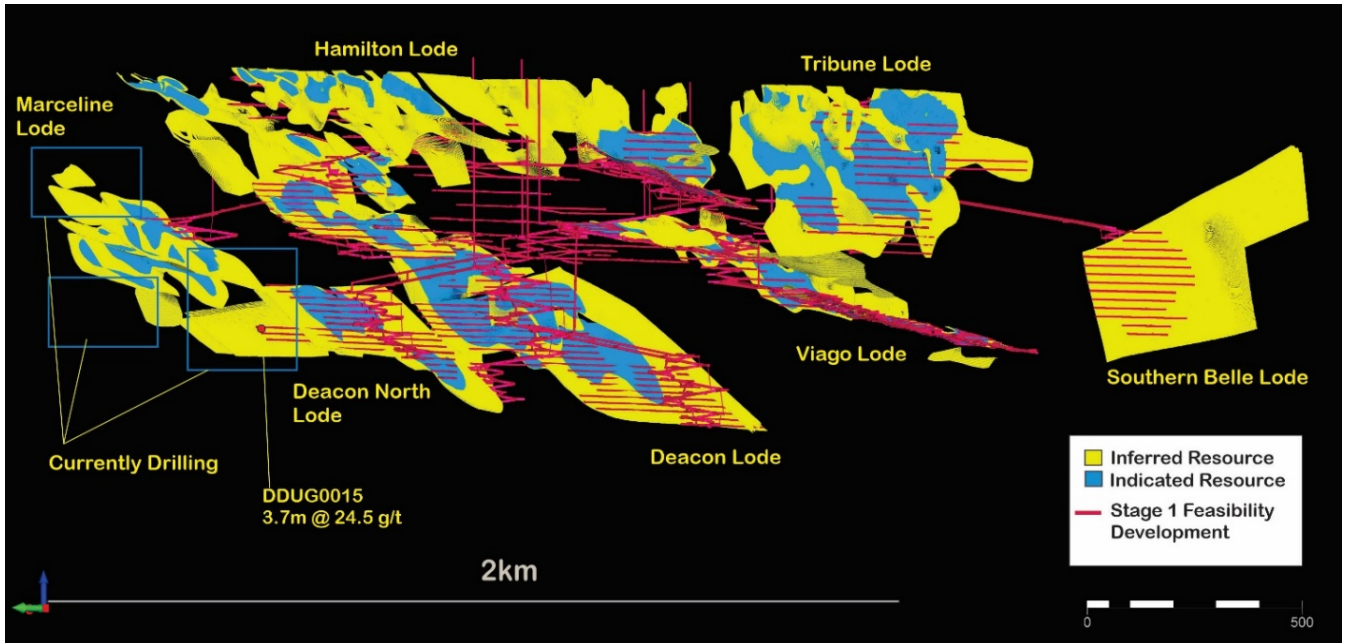 Hamilton Lode
Tribune Lode
Marceline
Lode
Viago Lode
Southern Belle Lode
Deacon North
Lode
Deacon Lode
Currently Drilling
DDUG0015
3.7m @ 24.5 g/t
Inferred Resource
Indicated Resource
Stage 1 Feasibility
Development
2km
0
500